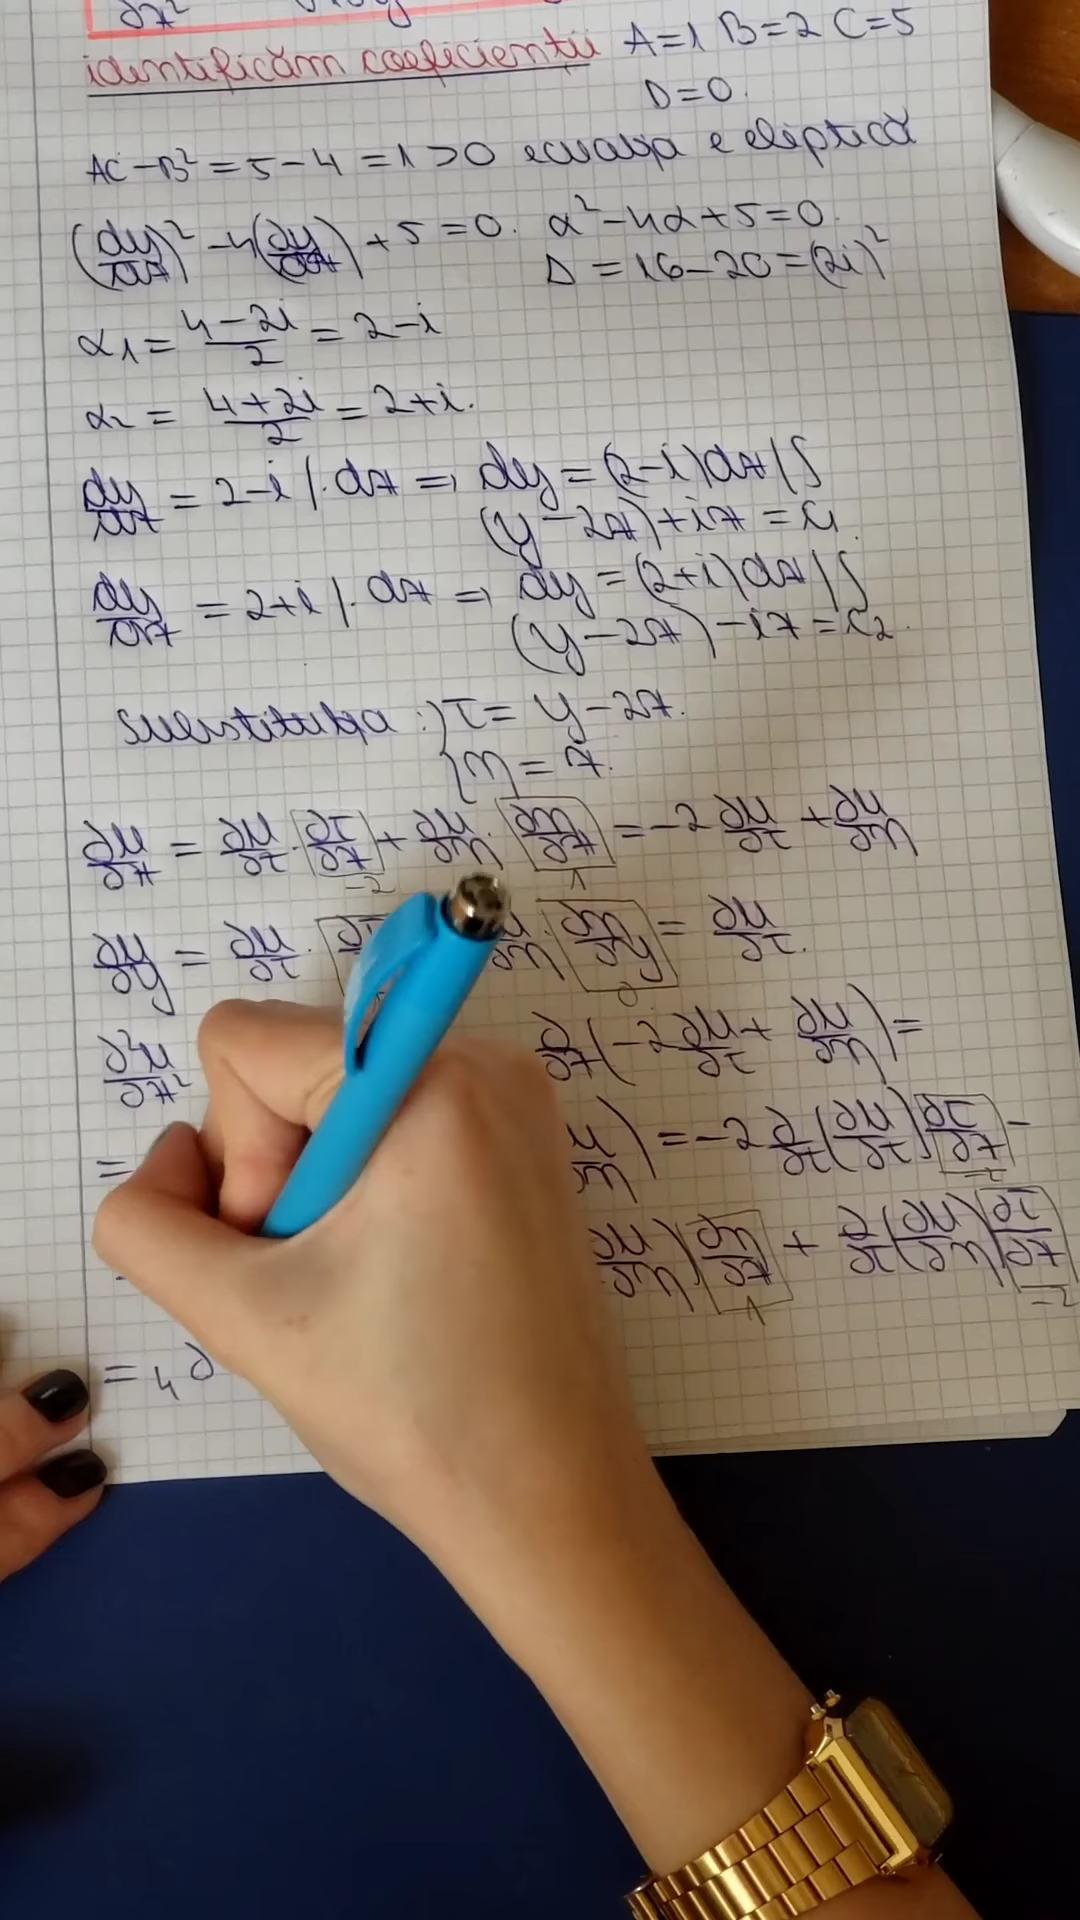 ∂x²
identificăm coeficienții A=1 B=2 C=5
D=0.
AC-B²=5-4=1>0 ecuația e eliptică
(dy/dx)² -4(dy/dx)+5=0. α²-4α+5=0.
Δ=16-20=(2i)²
α1=(4-2i)/2=2-i
α2=(4+2i)/2=2+i.
dy/dx=2-i /·dx ⇒ dy=(2-i)dx /∫
(y-2x)+ix=c1
dy/dx=2+i /·dx ⇒ dy=(2+i)dx /∫
(y-2x)-ix=c2.
substituția: { τ=y-2x.
η=x.
∂u/∂x = ∂u/∂τ · ∂τ/∂x + ∂u/∂η · ∂η/∂x = -2 ∂u/∂τ + ∂u/∂η
-2 1
∂u/∂y = ∂u/∂τ · ∂η/∂y = ∂u/∂τ.
0
∂²u/∂x² ∂/∂x(-2 ∂u/∂τ + ∂u/∂η)=
= ) = -2 ∂/∂τ(∂u/∂τ) ∂τ/∂x -
-2
∂u/∂η) ∂η/∂x + ∂/∂τ(∂u/∂η) ∂τ/∂x
1 -2
= 4∂